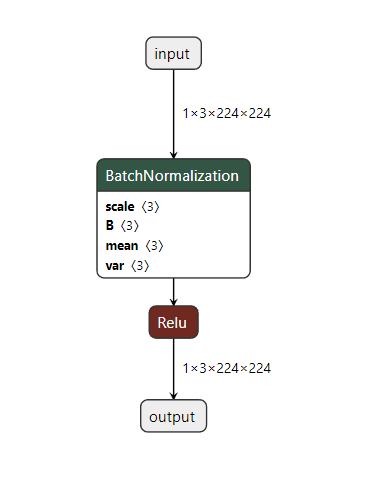 input
1×3×224×224
BatchNormalization
scale〈3〉
B〈3〉
mean〈3〉
var〈3〉
Relu
1×3×224×224
output